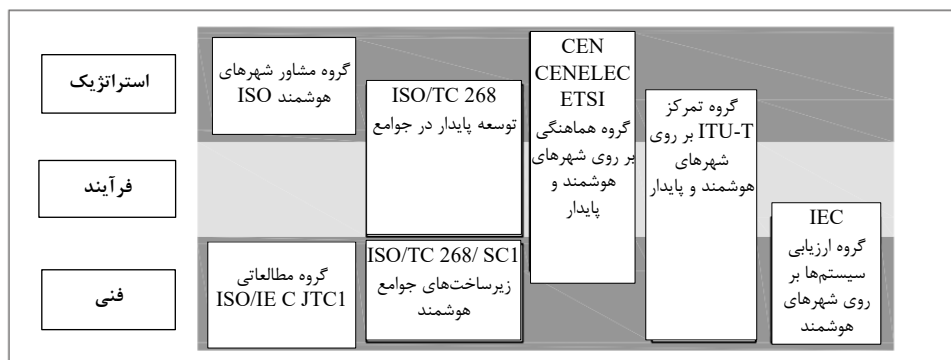 استراتژیک
فرآیند
فنی
گروه مشاور شهرهای
هوشمند ISO
گروه مطالعاتی
ISO/IE C JTC1
ISO/TC 268
توسعه پایدار در جوامع
ISO/TC 268/ SC1
زیرساخت‌های جوامع
هوشمند
CEN
CENELEC
ETSI
گروه هماهنگی
بر روی شهرهای
هوشمند و
پایدار
گروه تمرکز
ITU-T بر روی
شهرهای
هوشمند و پایدار
IEC
گروه ارزیابی
سیستم‌ها بر
روی شهرهای
هوشمند